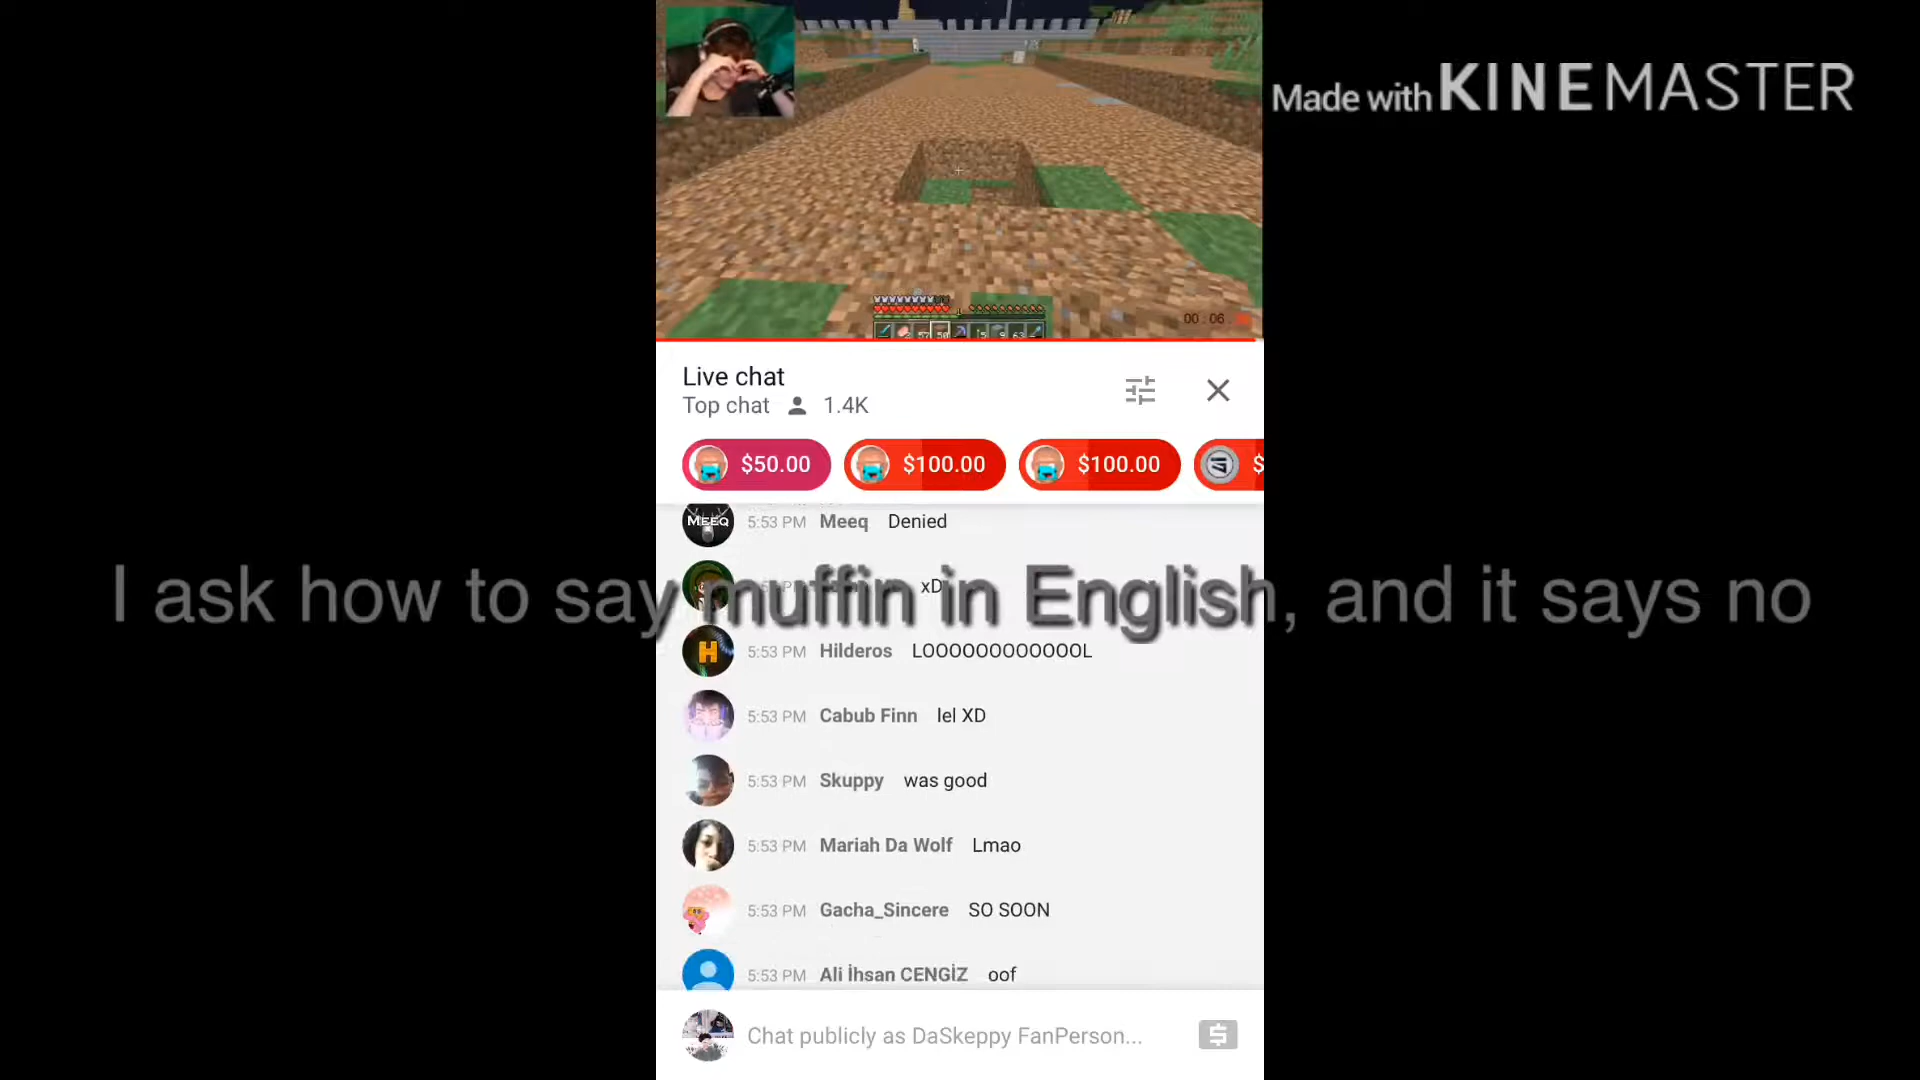 Made with KINEMASTER
00:06
Live chat
Top chat 1.4K
$50.00 $100.00 $100.00 $
MEEQ 5:53 PM Meeq Denied
xD
I ask how to say muffin in English, and it says no
H 5:53 PM Hilderos LOOOOOOOOOOOOL
5:53 PM Cabub Finn lel XD
5:53 PM Skuppy was good
5:53 PM Mariah Da Wolf Lmao
5:53 PM Gacha_Sincere SO SOON
5:53 PM Ali İhsan CENGİZ oof
Chat publicly as DaSkeppy FanPerson...